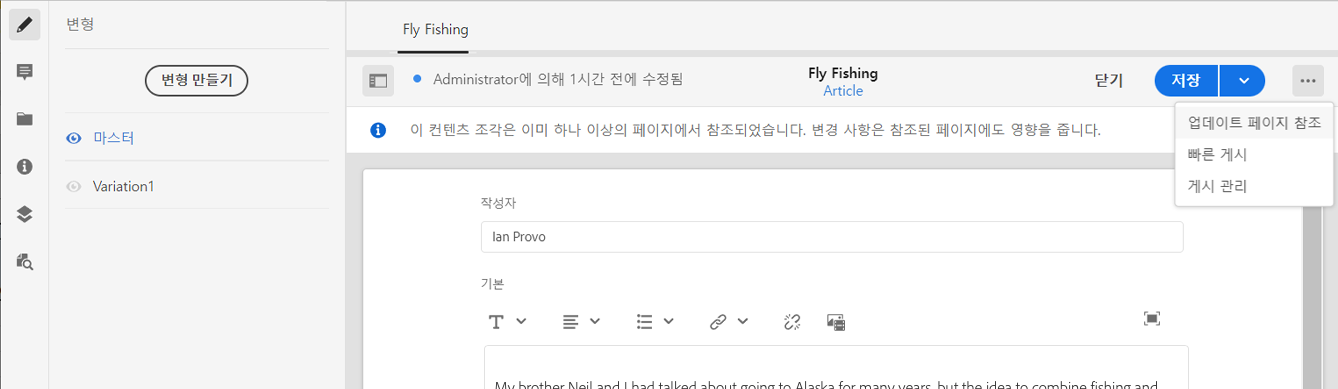 변형
변형 만들기
마스터
Variation1
Fly Fishing
Administrator에 의해 1시간 전에 수정됨
Fly Fishing
Article
닫기
저장
업데이트 페이지 참조
빠른 게시
게시 관리
이 컨텐츠 조각은 이미 하나 이상의 페이지에서 참조되었습니다. 변경 사항은 참조된 페이지에도 영향을 줍니다.
작성자
Ian Provo
기본
My brother Neil and I had talked about going to Alaska for many years, but the idea to combine fishing and